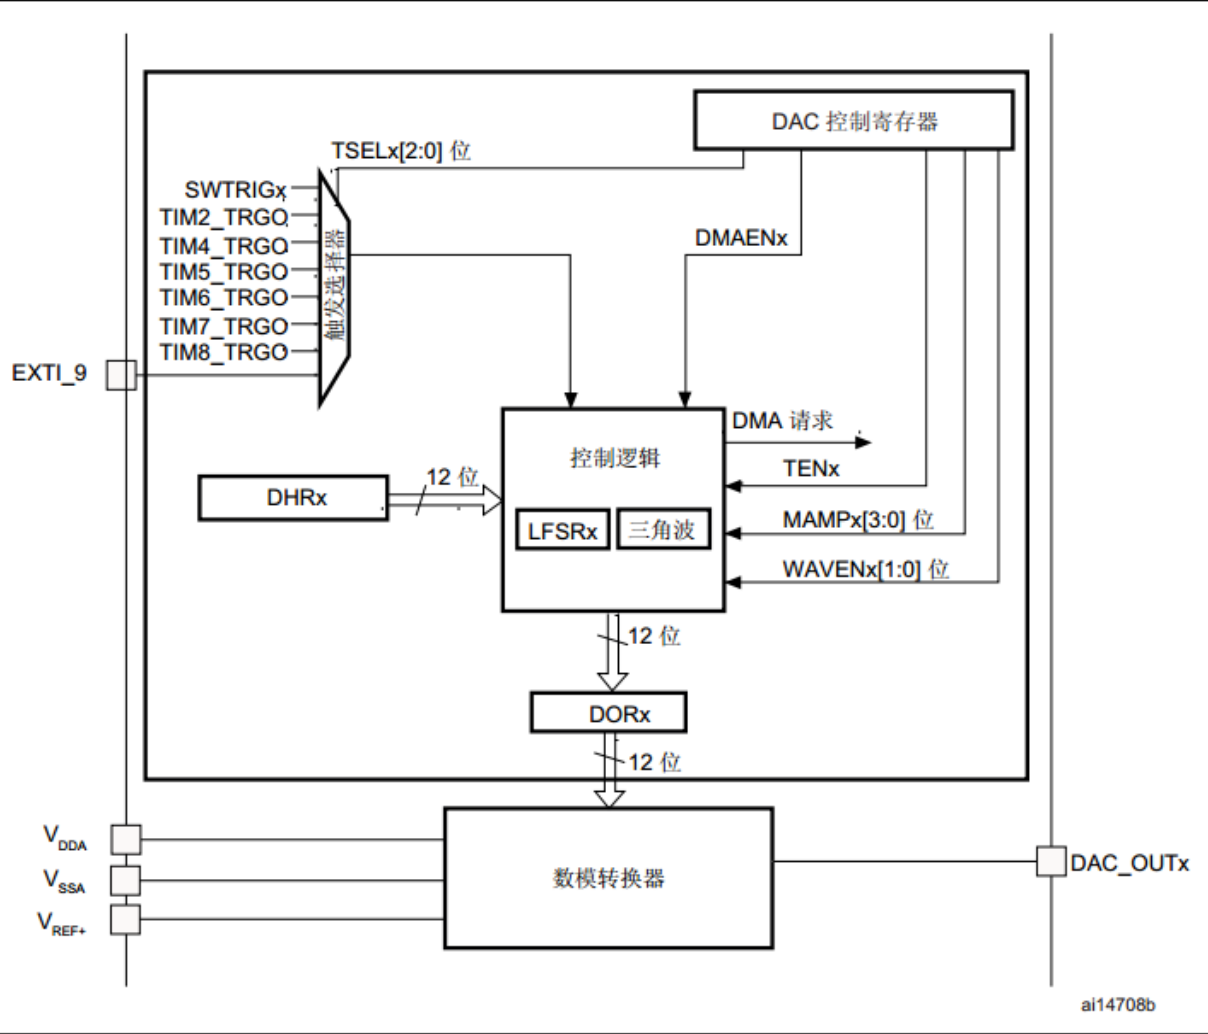 DAC 控制寄存器
TSELx[2:0] 位
SWTRIGx
TIM2_TRGO
TIM4_TRGO
TIM5_TRGO
TIM6_TRGO
TIM7_TRGO
TIM8_TRGO
触发选择器
DMAENx
EXTI_9
DMA 请求
控制逻辑
TENx
12 位
DHRx
LFSRx
三角波
MAMPx[3:0] 位
WAVENx[1:0] 位
12 位
DORx
12 位
VDDA
VSSA
VREF+
数模转换器
DAC_OUTx
ai14708b